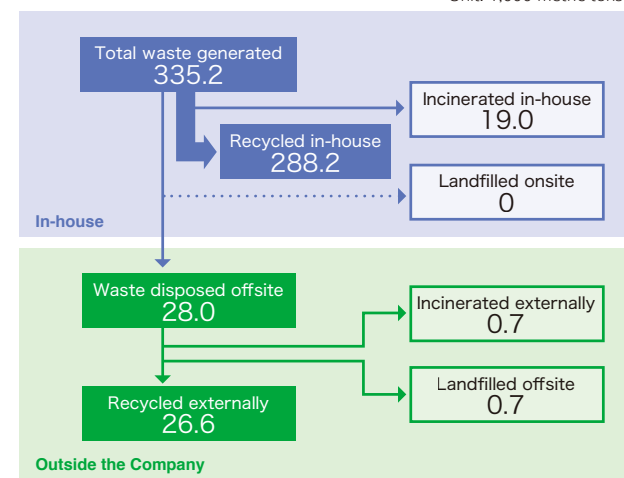 Total waste generated
335.2
Incinerated in-house
19.0
Recycled in-house
288.2
Landfilled onsite
0
In-house
Waste disposed offsite
28.0
Incinerated externally
0.7
Landfilled offsite
0.7
Recycled externally
26.6
Outside the Company